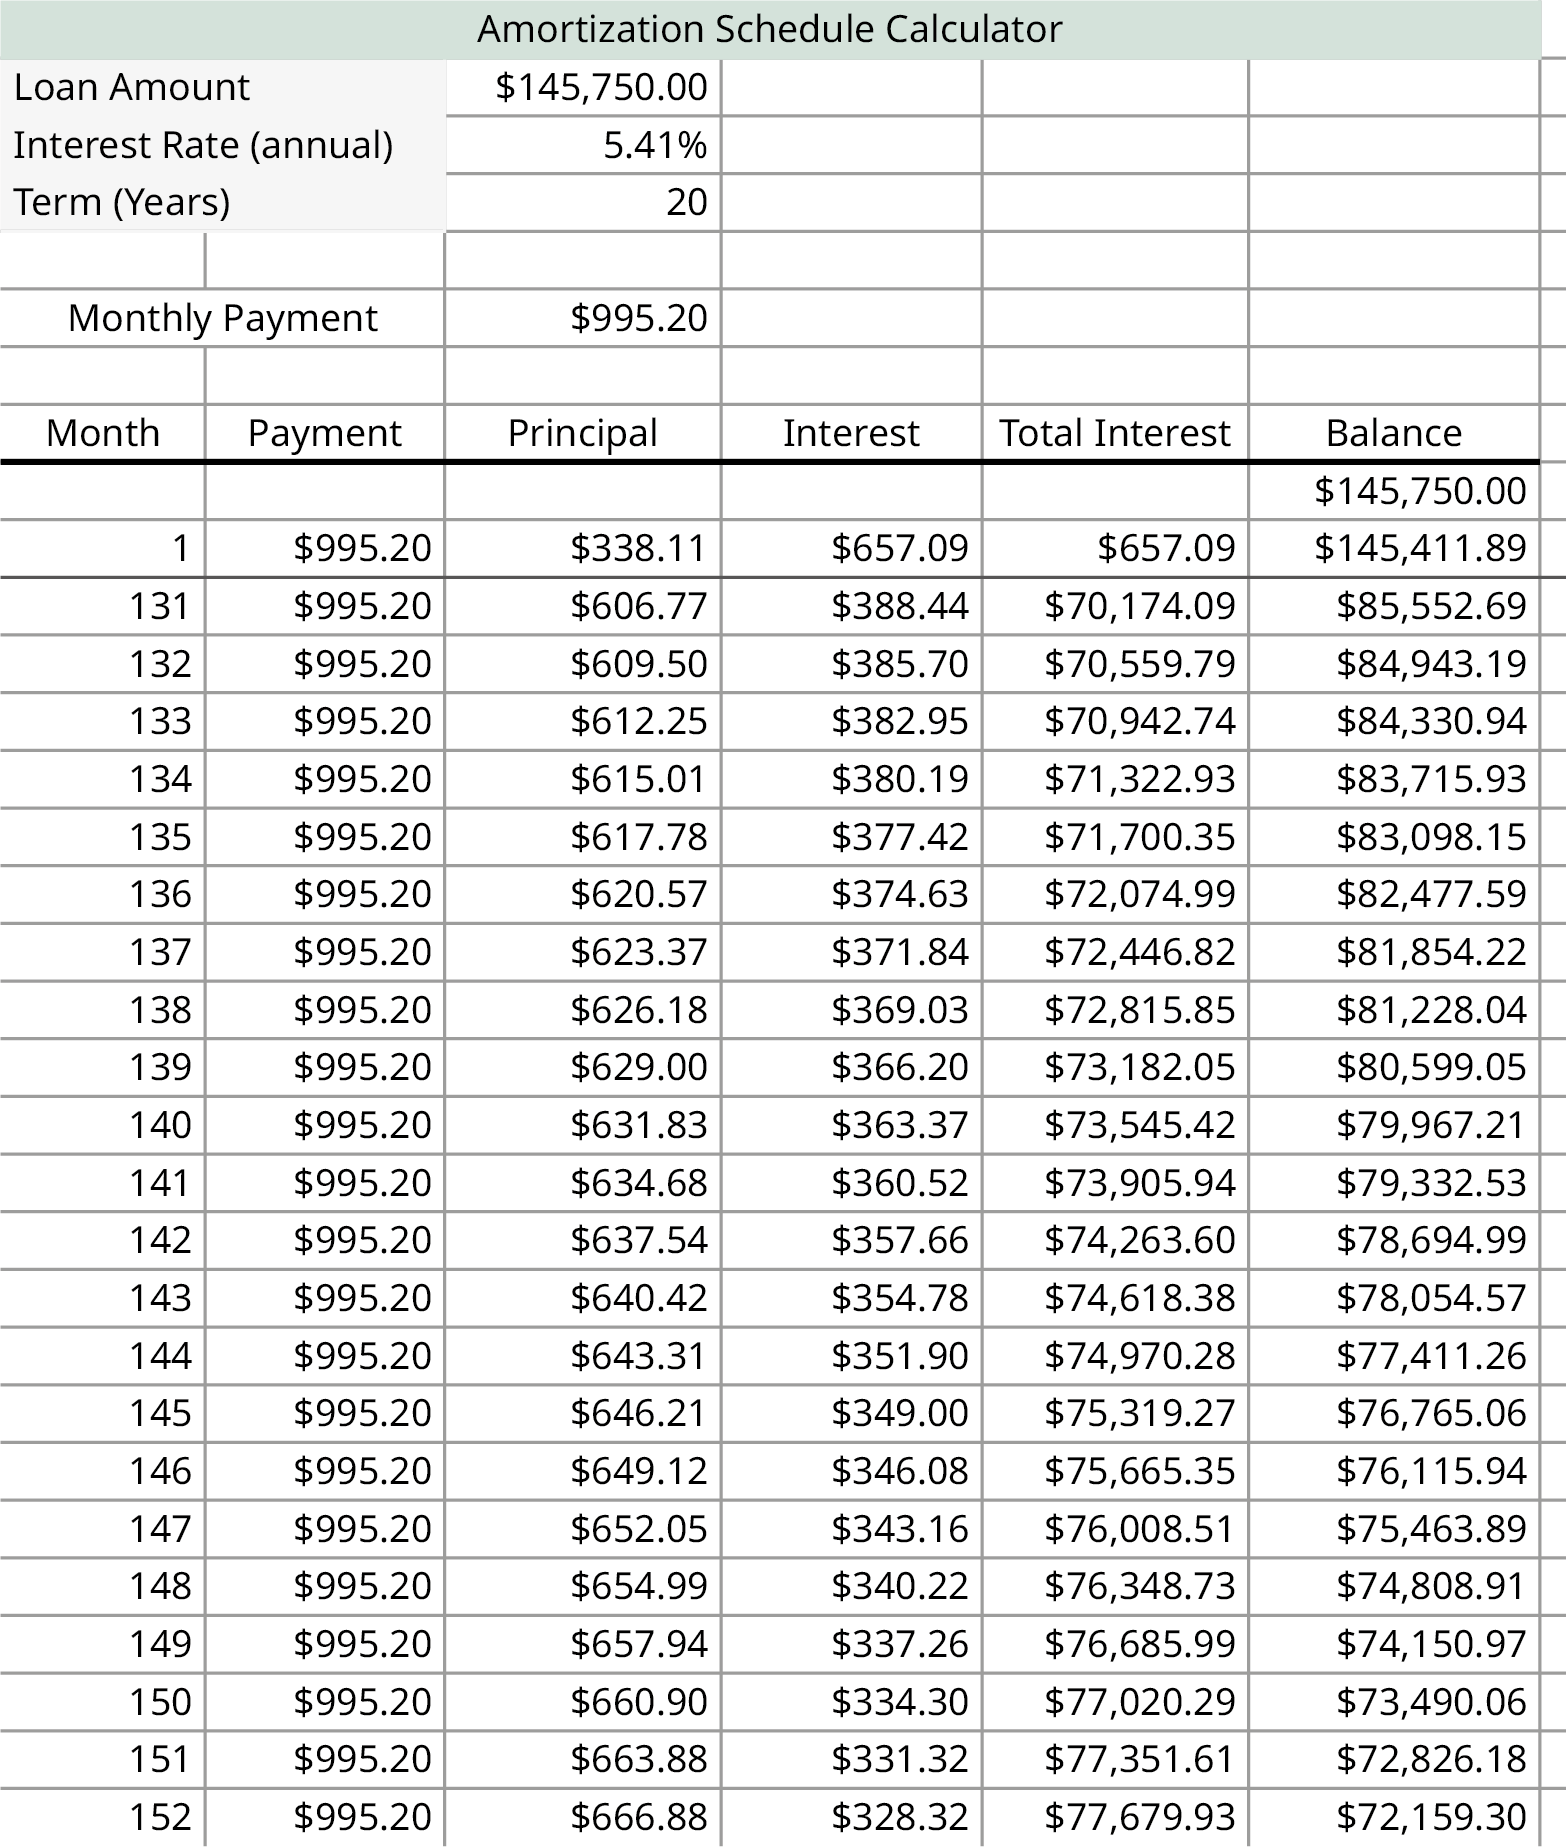 Amortization Schedule Calculator
Loan Amount $145,750.00
Interest Rate (annual) 5.41%
Term (Years) 20
Monthly Payment $995.20
Month Payment Principal Interest Total Interest Balance
$145,750.00
1 $995.20 $338.11 $657.09 $657.09 $145,411.89
131 $995.20 $606.77 $388.44 $70,174.09 $85,552.69
132 $995.20 $609.50 $385.70 $70,559.79 $84,943.19
133 $995.20 $612.25 $382.95 $70,942.74 $84,330.94
134 $995.20 $615.01 $380.19 $71,322.93 $83,715.93
135 $995.20 $617.78 $377.42 $71,700.35 $83,098.15
136 $995.20 $620.57 $374.63 $72,074.99 $82,477.59
137 $995.20 $623.37 $371.84 $72,446.82 $81,854.22
138 $995.20 $626.18 $369.03 $72,815.85 $81,228.04
139 $995.20 $629.00 $366.20 $73,182.05 $80,599.05
140 $995.20 $631.83 $363.37 $73,545.42 $79,967.21
141 $995.20 $634.68 $360.52 $73,905.94 $79,332.53
142 $995.20 $637.54 $357.66 $74,263.60 $78,694.99
143 $995.20 $640.42 $354.78 $74,618.38 $78,054.57
144 $995.20 $643.31 $351.90 $74,970.28 $77,411.26
145 $995.20 $646.21 $349.00 $75,319.27 $76,765.06
146 $995.20 $649.12 $346.08 $75,665.35 $76,115.94
147 $995.20 $652.05 $343.16 $76,008.51 $75,463.89
148 $995.20 $654.99 $340.22 $76,348.73 $74,808.91
149 $995.20 $657.94 $337.26 $76,685.99 $74,150.97
150 $995.20 $660.90 $334.30 $77,020.29 $73,490.06
151 $995.20 $663.88 $331.32 $77,351.61 $72,826.18
152 $995.20 $666.88 $328.32 $77,679.93 $72,159.30